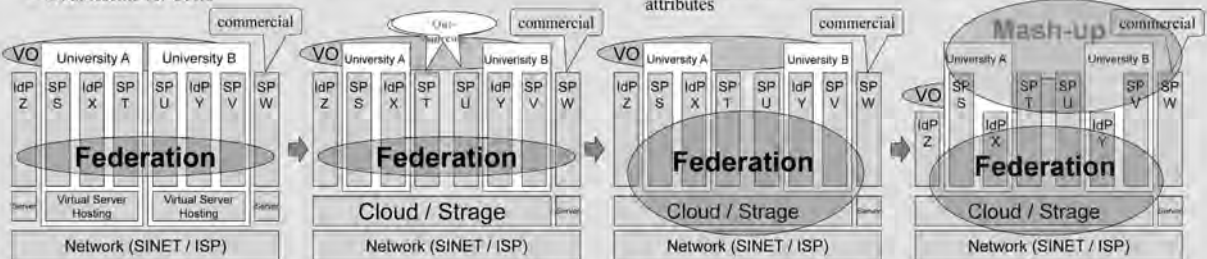 attributes
commercial
VO
University A
University B
IdP Z
SP S
IdP X
SP T
SP U
IdP Y
SP V
SP W
Federation
Server
Virtual Server Hosting
Virtual Server Hosting
Server
Network (SINET / ISP)
commercial
VO
University A
University B
IdP Z
SP S
IdP X
SP T
SP U
IdP Y
SP V
SP W
Federation
Cloud / Strage
Server
Network (SINET / ISP)
commercial
VO
University A
University B
IdP Z
SP S
IdP X
SP T
SP U
IdP Y
SP V
SP W
Federation
Cloud / Strage
Server
Network (SINET / ISP)
Mash-up
commercial
University A
University B
VO
SP S
SP T
SP U
SP V
SP W
IdP Z
IdP X
IdP Y
Federation
Cloud / Strage
Server
Network (SINET / ISP)